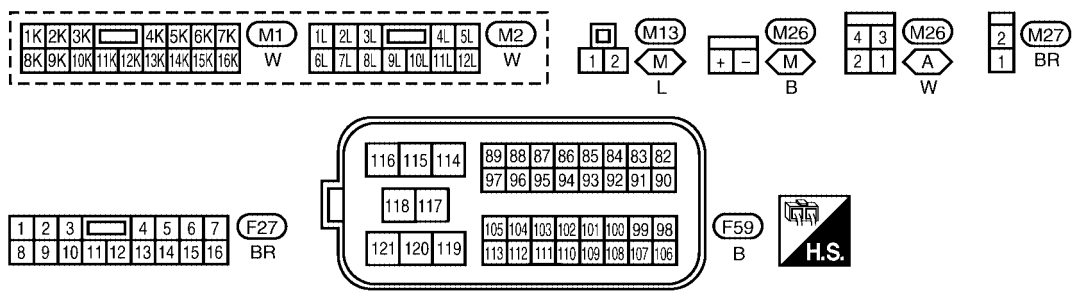 1K 2K 3K 4K 5K 6K 7K
8K 9K 10K 11K 12K 13K 14K 15K 16K
M1
W
1L 2L 3L 4L 5L
6L 7L 8L 9L 10L 11L 12L
M2
W
1 2
M13
M
L
+ −
M26
M
B
4 3
2 1
M26
A
W
2
1
M27
BR
1 2 3 4 5 6 7
8 9 10 11 12 13 14 15 16
F27
BR
116 115 114
118 117
121 120 119
89 88 87 86 85 84 83 82
97 96 95 94 93 92 91 90
105 104 103 102 101 100 99 98
113 112 111 110 109 108 107 106
F59
B
H.S.